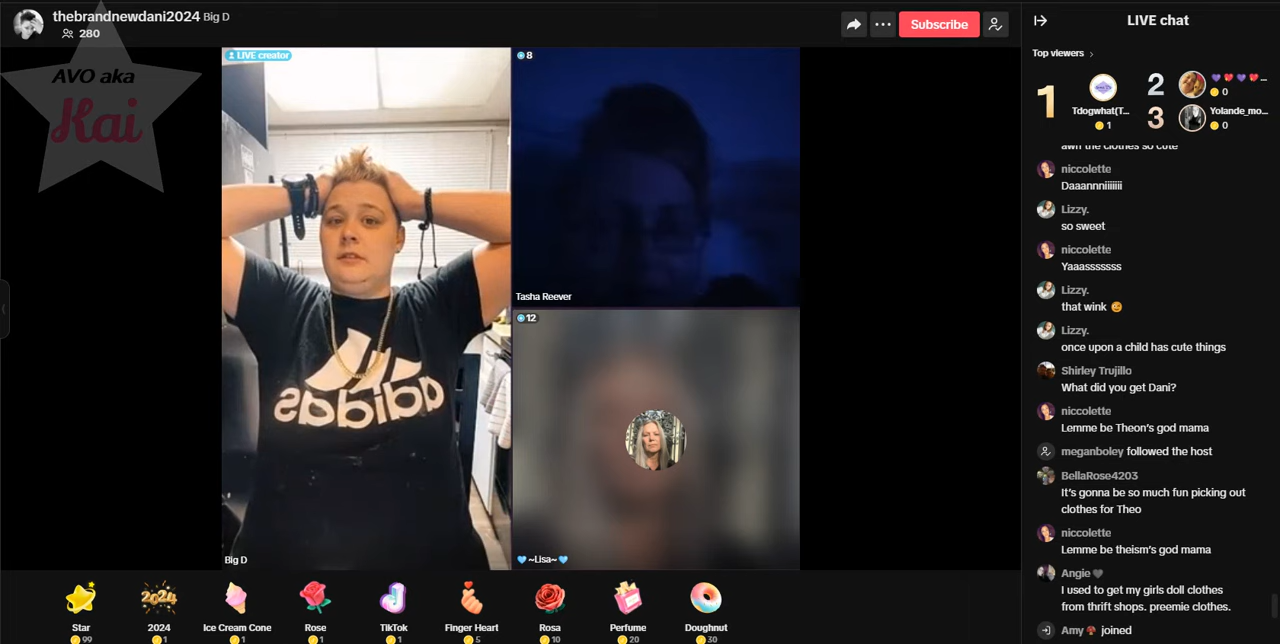 thebrandnewdani2024 Big D
280
Subscribe
AVO aka
Kai
LIVE creator
8
adidas
Big D
Tasha Reever
12
~Lisa~
Star
99
2024
2024
1
Ice Cream Cone
1
Rose
1
TikTok
1
Finger Heart
5
Rosa
10
Perfume
20
Doughnut
30
LIVE chat
Top viewers
1
Tdogwhat(T...
1
2
...
0
3
Yolande_mo...
0
awn the clothes so cute
niccolette
Daaannniiiiiii
Lizzy.
so sweet
niccolette
Yaaasssssss
Lizzy.
that wink
Lizzy.
once upon a child has cute things
Shirley Trujillo
What did you get Dani?
niccolette
Lemme be Theon's god mama
meganboley followed the host
BellaRose4203
It's gonna be so much fun picking out
clothes for Theo
niccolette
Lemme be theism's god mama
Angie
I used to get my girls doll clothes
from thrift shops. preemie clothes.
Amy joined